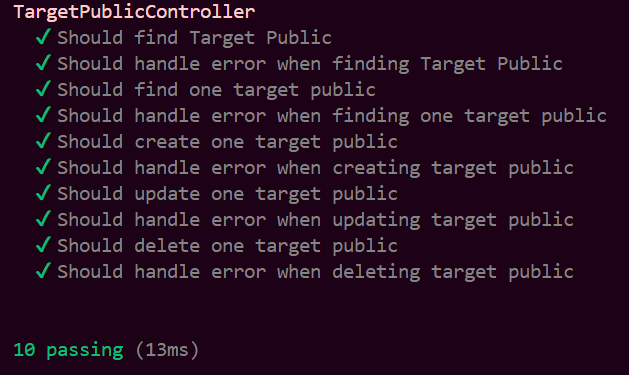 TargetPublicController
✓ Should find Target Public
✓ Should handle error when finding Target Public
✓ Should find one target public
✓ Should handle error when finding one target public
✓ Should create one target public
✓ Should handle error when creating target public
✓ Should update one target public
✓ Should handle error when updating target public
✓ Should delete one target public
✓ Should handle error when deleting target public
10 passing (13ms)